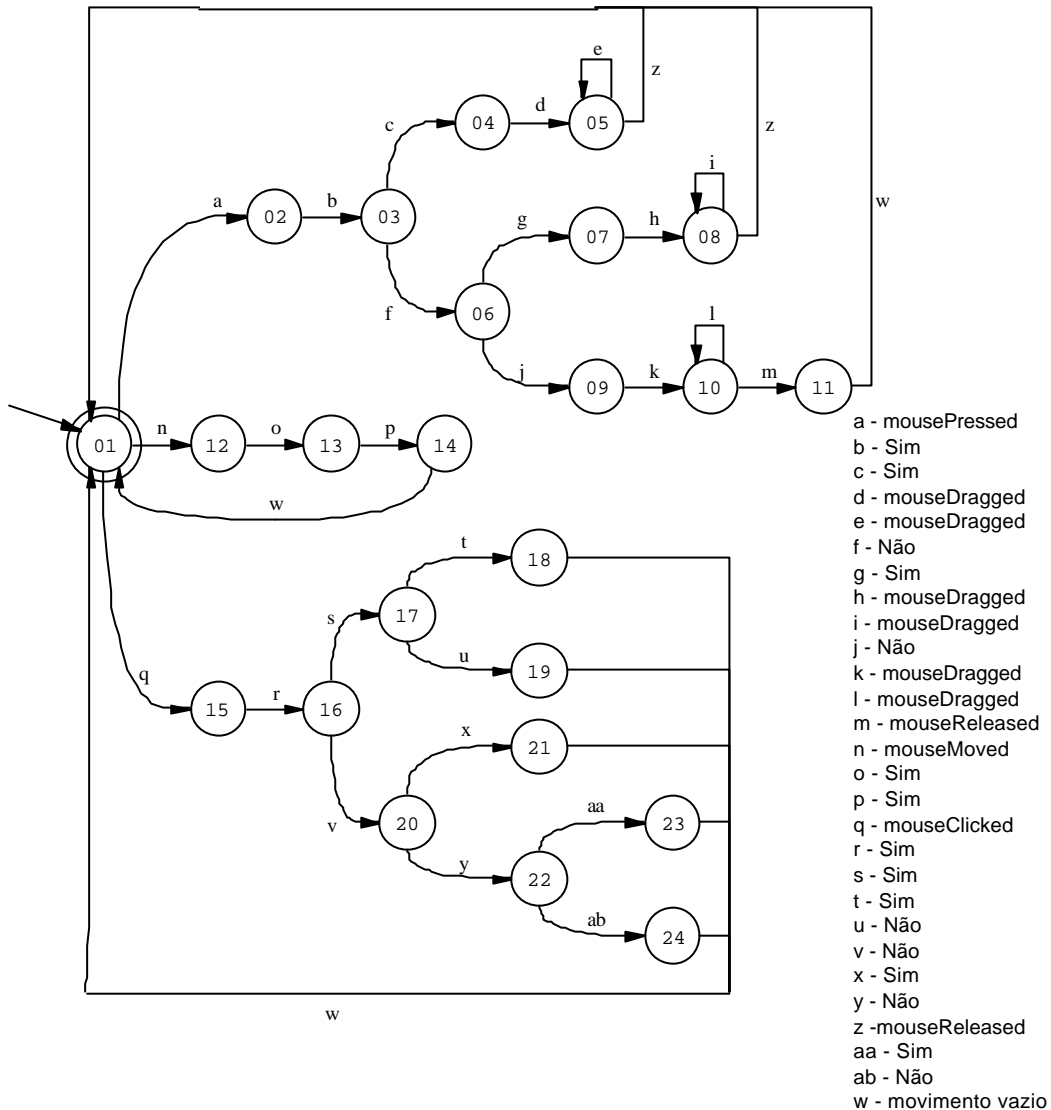 e
z
c
d
04
05
z
i
a
b
g
h
w
02
03
07
08
f
06
l
j
k
m
09
10
11
n
o
p
01
12
13
14
w
t
18
s
17
u
19
q
r
x
15
16
21
v
20
aa
23
y
22
ab
24
w
a - mousePressed
b - Sim
c - Sim
d - mouseDragged
e - mouseDragged
f - Não
g - Sim
h - mouseDragged
i - mouseDragged
j - Não
k - mouseDragged
l - mouseDragged
m - mouseReleased
n - mouseMoved
o - Sim
p - Sim
q - mouseClicked
r - Sim
s - Sim
t - Sim
u - Não
v - Não
x - Sim
y - Não
z -mouseReleased
aa - Sim
ab - Não
w - movimento vazio